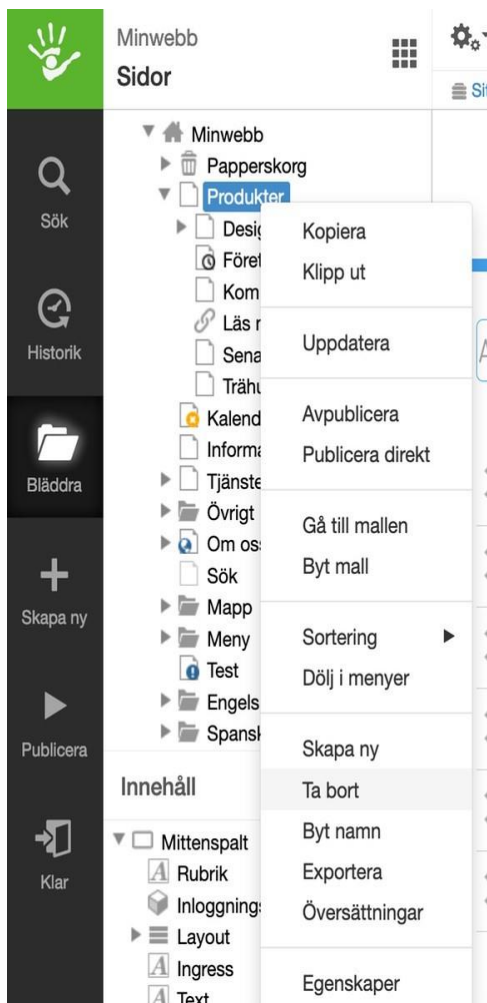 Minwebb
Sidor
Sök
Historik
Bläddra
Skapa ny
Publicera
Klar
Minwebb
Papperskorg
Produkter
Sök
Övrigt
Mapp
Meny
Test
Kopiera
Klipp ut
Uppdatera
Avpublicera
Publicera direkt
Gå till mallen
Byt mall
Sortering
Dölj i menyer
Skapa ny
Ta bort
Byt namn
Exportera
Översättningar
Egenskaper
Innehåll
Mittenspalt
Rubrik
Layout
Ingress
Text